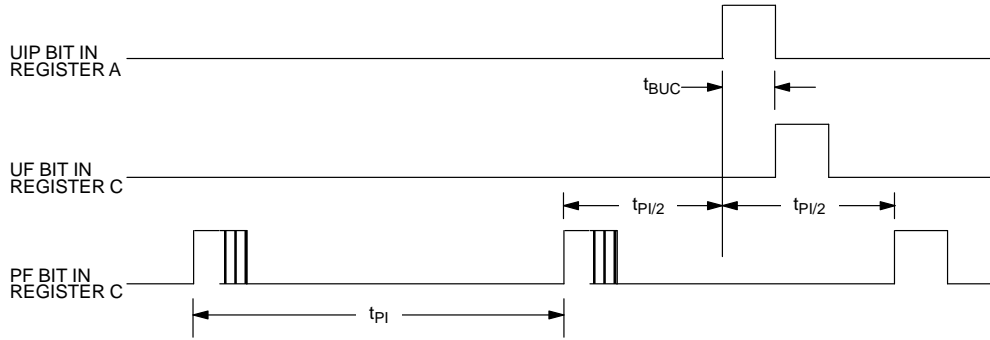 UIP BIT IN
REGISTER A
tBUC
UF BIT IN
REGISTER C
tPI/2
tPI/2
PF BIT IN
REGISTER C
tPI